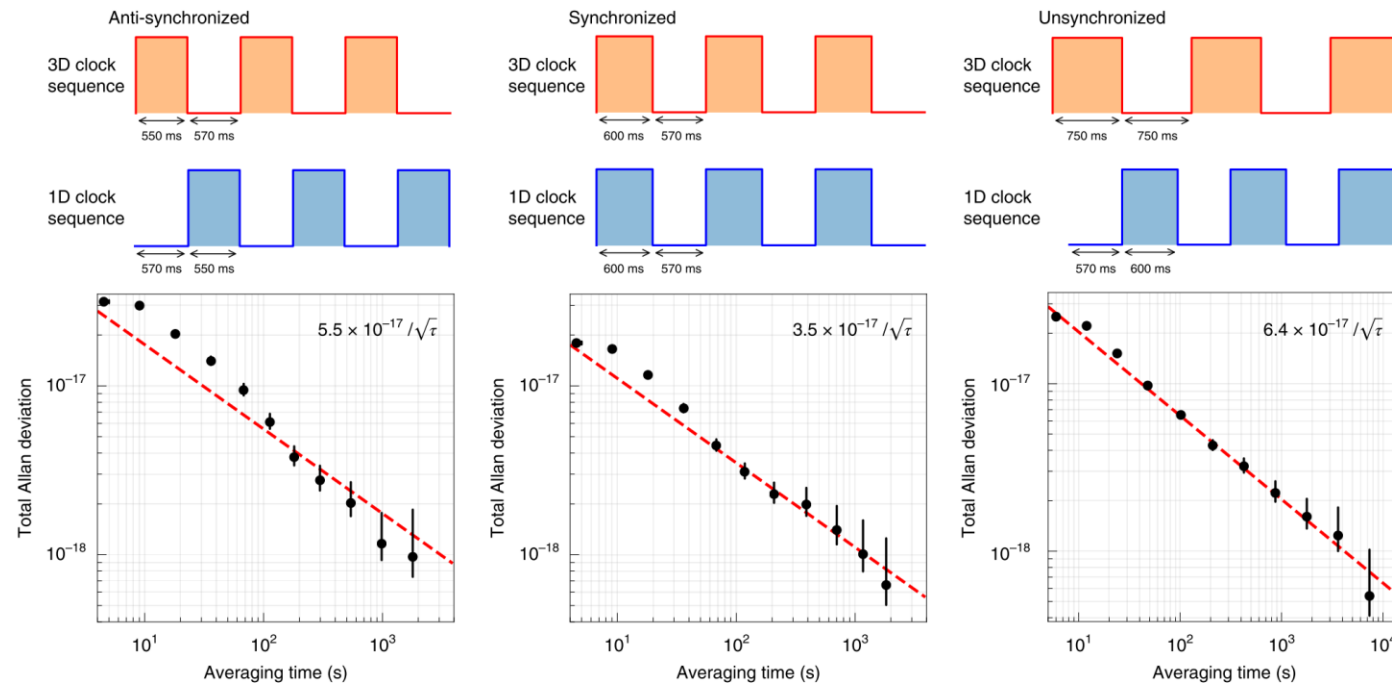 Anti-synchronized
3D clock
sequence
550 ms
570 ms
1D clock
sequence
570 ms
550 ms
5.5 × 10⁻¹⁷/√τ
10⁻¹⁷
10⁻¹⁸
Total Allan deviation
10¹
10²
10³
Averaging time (s)
Synchronized
3D clock
sequence
600 ms
570 ms
1D clock
sequence
600 ms
570 ms
3.5 × 10⁻¹⁷/√τ
10⁻¹⁷
10⁻¹⁸
Total Allan deviation
10¹
10²
10³
Averaging time (s)
Unsynchronized
3D clock
sequence
750 ms
750 ms
1D clock
sequence
570 ms
600 ms
6.4 × 10⁻¹⁷/√τ
10⁻¹⁷
10⁻¹⁸
Total Allan deviation
10¹
10²
10³
10⁴
Averaging time (s)